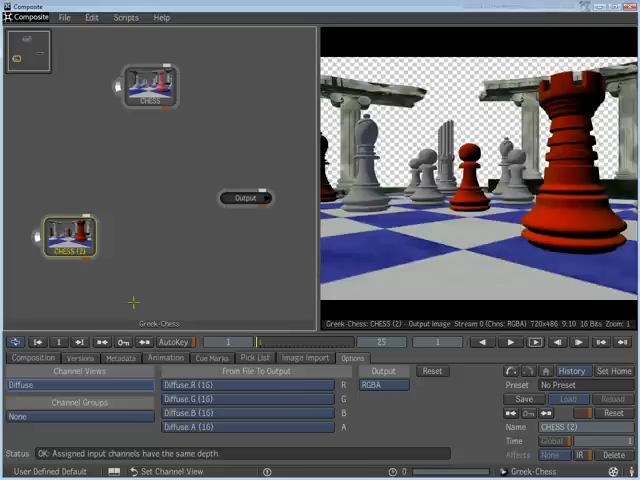 Composite
Composite File Edit Scripts Help
CHESS
Output
CHESS (2)
Greek-Chess
Greek-Chess: CHESS (2) - Output Image Stream 0 (Chns: RGBA) 720x486 9:10 16 Bits Zoom: 1
1 AutoKey 1 1 25 1
Composition Versions Metadata Animation Cue Marks Pick List Image Import Options
Channel Views From File To Output Output Reset History Set Home
Diffuse Diffuse.R (16) R RGBA Preset No Preset
Channel Groups Diffuse.G (16) G Save Load Reload
None Diffuse.B (16) B Reset
Diffuse.A (16) A Name CHESS (2)
Time Global 1
Status OK: Assigned input channels have the same depth. Effects None IR Delete
User Defined Default Set Channel View 0 Greek-Chess